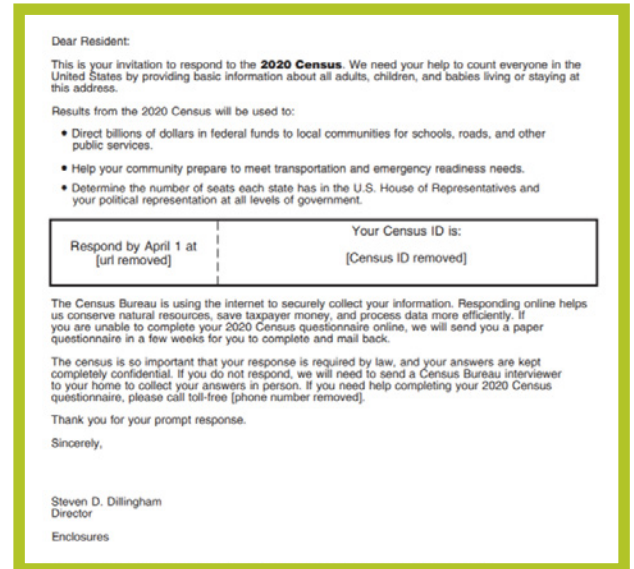 Dear Resident:
This is your invitation to respond to the 2020 Census. We need your help to count everyone in the
United States by providing basic information about all adults, children, and babies living or staying at
this address.
Results from the 2020 Census will be used to:
• Direct billions of dollars in federal funds to local communities for schools, roads, and other
public services.
• Help your community prepare to meet transportation and emergency readiness needs.
• Determine the number of seats each state has in the U.S. House of Representatives and
your political representation at all levels of government.
Respond by April 1 at
[url removed]
Your Census ID is:
[Census ID removed]
The Census Bureau is using the internet to securely collect your information. Responding online helps
us conserve natural resources, save taxpayer money, and process data more efficiently. If
you are unable to complete your 2020 Census questionnaire online, we will send you a paper
questionnaire in a few weeks for you to complete and mail back.
The census is so important that your response is required by law, and your answers are kept
completely confidential. If you do not respond, we will need to send a Census Bureau interviewer
to your home to collect your answers in person. If you need help completing your 2020 Census
questionnaire, please call toll-free [phone number removed].
Thank you for your prompt response.
Sincerely,
Steven D. Dillingham
Director
Enclosures